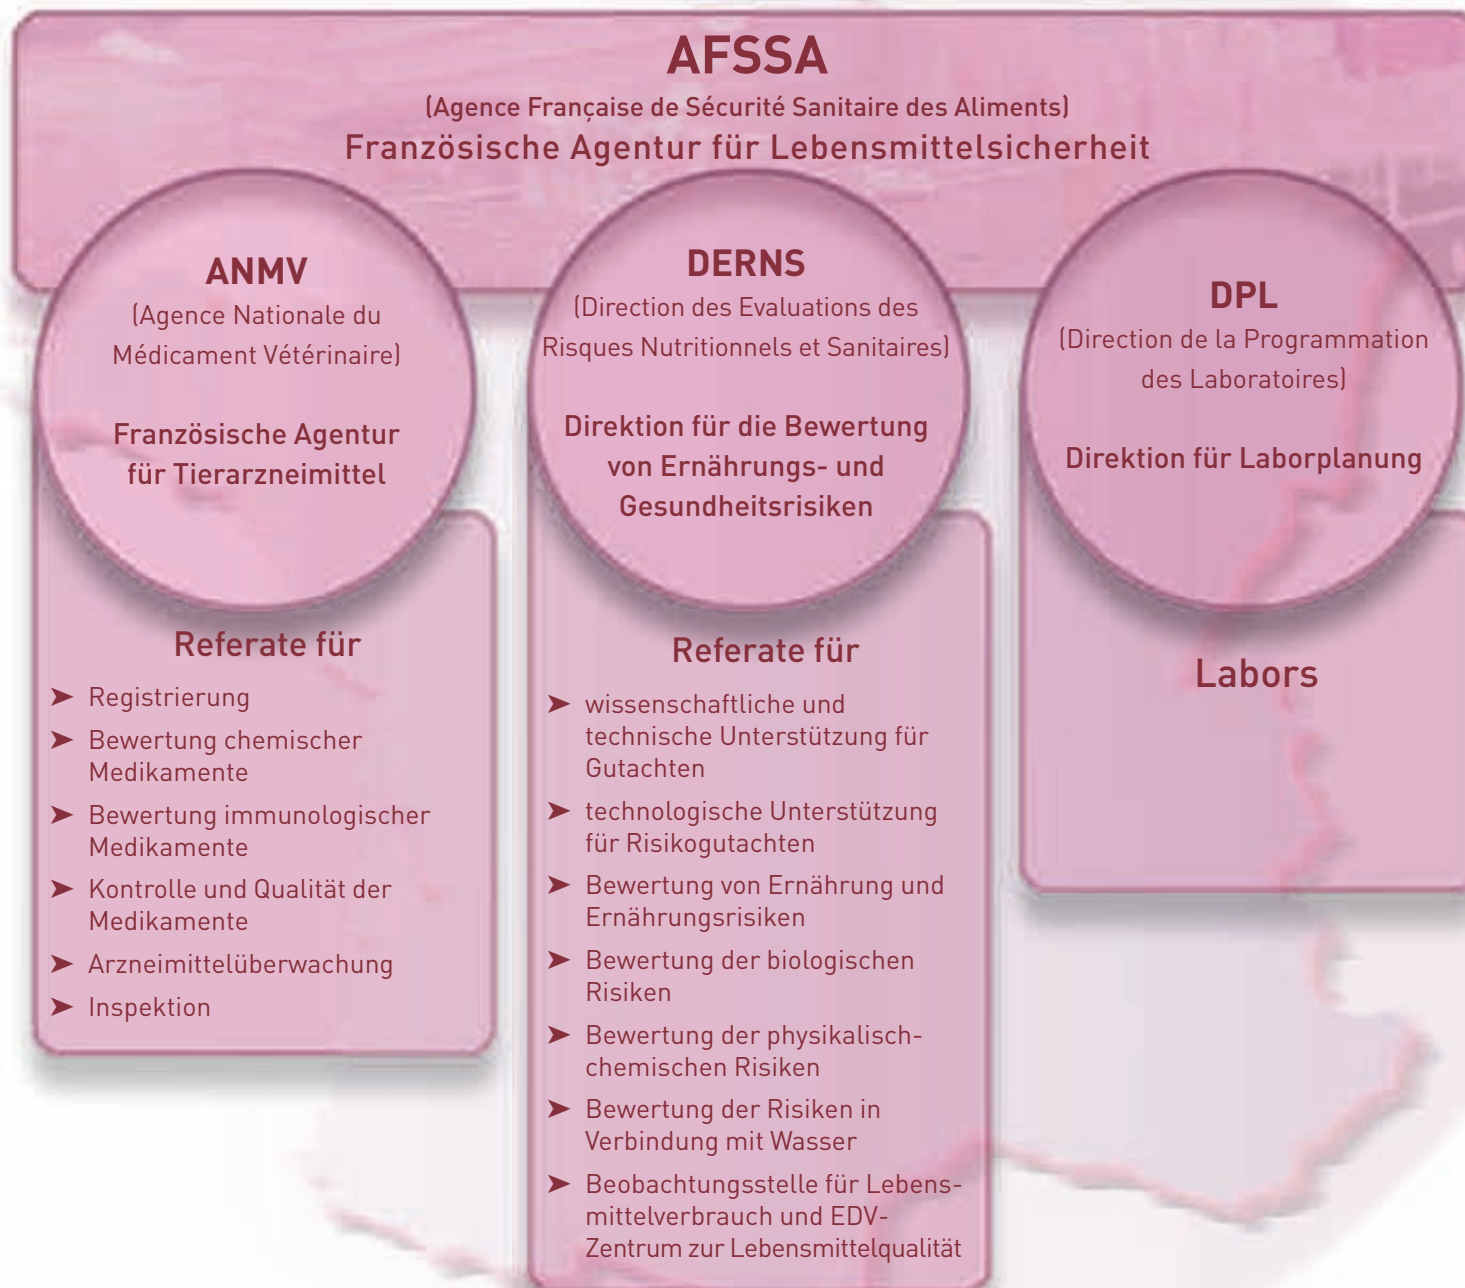 AFSSA
(Agence Française de Sécurité Sanitaire des Aliments)
Französische Agentur für Lebensmittelsicherheit
ANMV
(Agence Nationale du
Médicament Vétérinaire)
Französische Agentur
für Tierarzneimittel
Referate für
➤ Registrierung
➤ Bewertung chemischer
Medikamente
➤ Bewertung immunologischer
Medikamente
➤ Kontrolle und Qualität der
Medikamente
➤ Arzneimittelüberwachung
➤ Inspektion
DERNS
(Direction des Evaluations des
Risques Nutritionnels et Sanitaires)
Direktion für die Bewertung
von Ernährungs- und
Gesundheitsrisiken
Referate für
➤ wissenschaftliche und
technische Unterstützung für
Gutachten
➤ technologische Unterstützung
für Risikogutachten
➤ Bewertung von Ernährung und
Ernährungsrisiken
➤ Bewertung der biologischen
Risiken
➤ Bewertung der physikalisch-
chemischen Risiken
➤ Bewertung der Risiken in
Verbindung mit Wasser
➤ Beobachtungsstelle für Lebens-
mittelverbrauch und EDV-
Zentrum zur Lebensmittelqualität
DPL
(Direction de la Programmation
des Laboratoires)
Direktion für Laborplanung
Labors